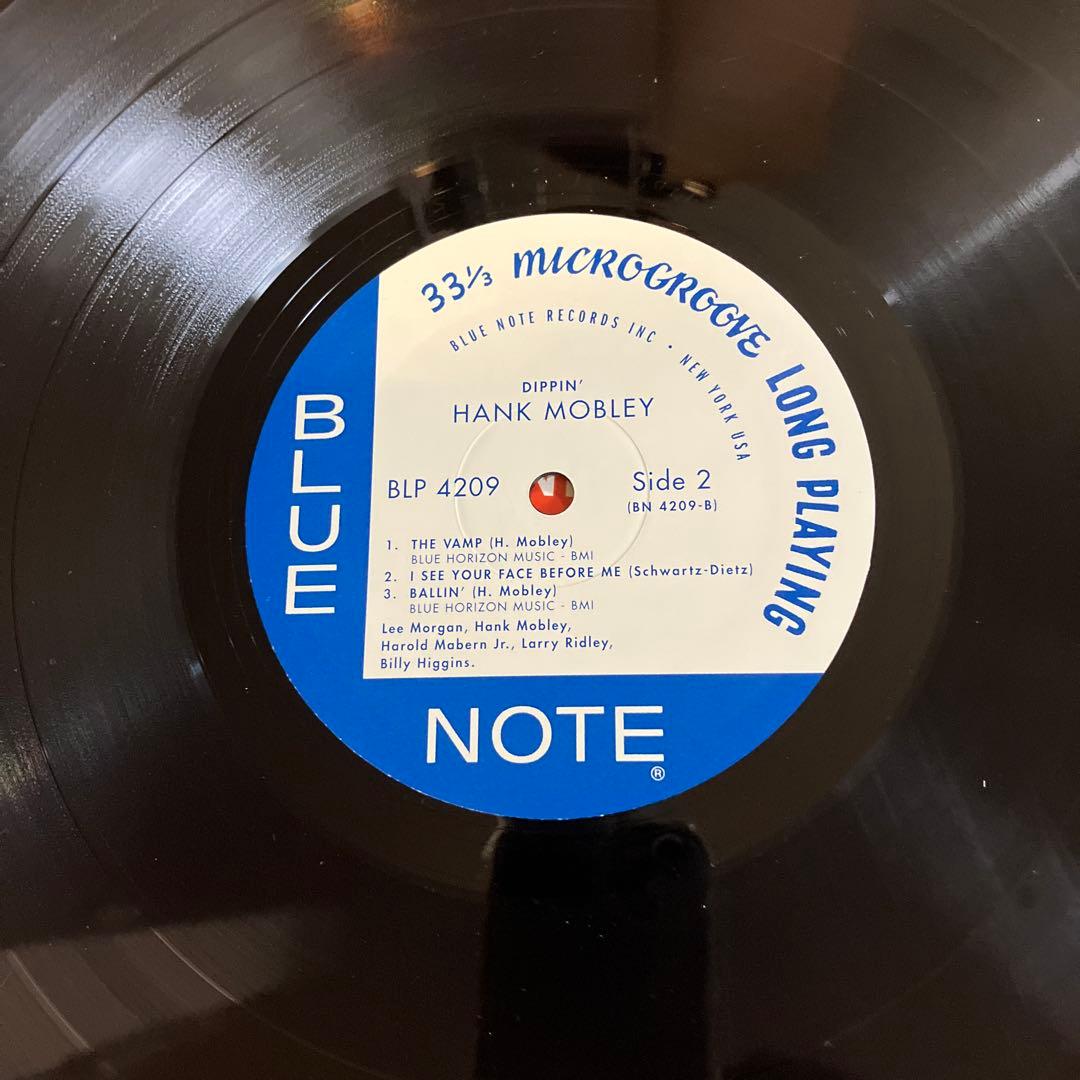 33⅓ MICROGROOVE LONG PLAYING
BLUE NOTE RECORDS INC • NEW YORK USA
DIPPIN'
HANK MOBLEY
BLP 4209
Side 2
(BN 4209-B)
1. THE VAMP (H. Mobley)
BLUE HORIZON MUSIC - BMI
2. I SEE YOUR FACE BEFORE ME (Schwartz-Dietz)
3. BALLIN' (H. Mobley)
BLUE HORIZON MUSIC - BMI
Lee Morgan, Hank Mobley,
Harold Mabern Jr., Larry Ridley,
Billy Higgins.
BLUE
NOTE
®